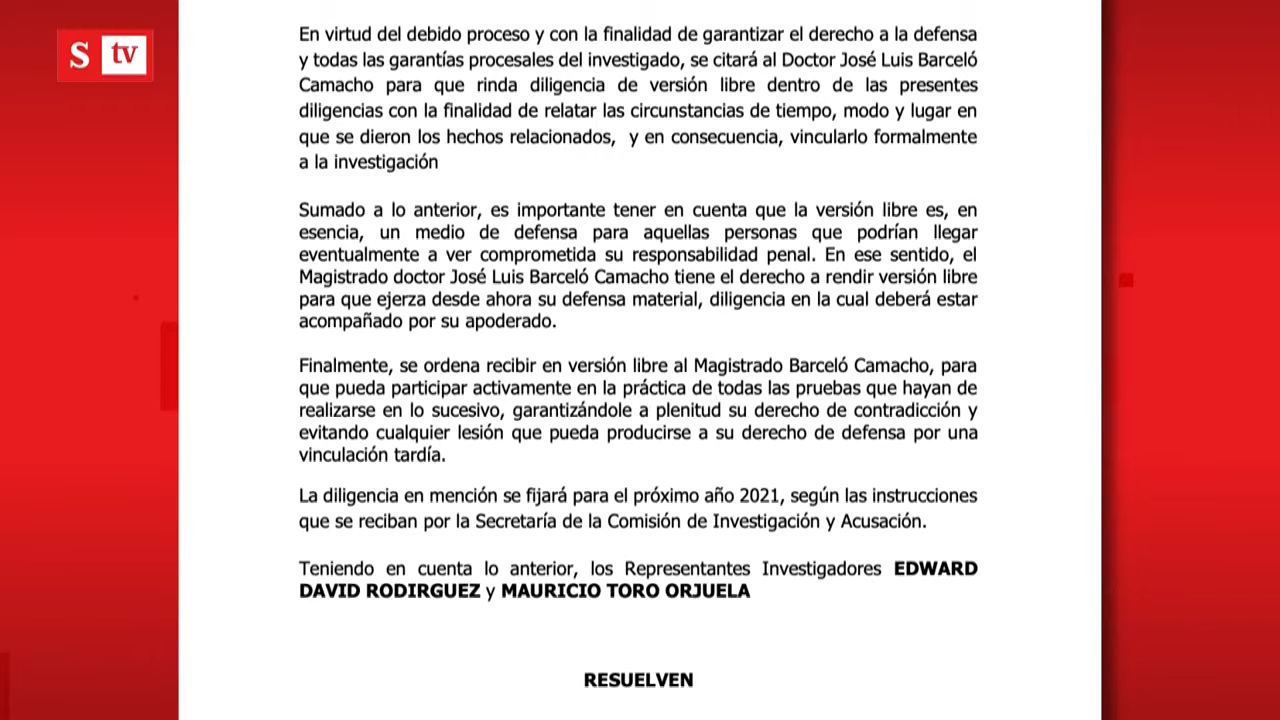 S tv
En virtud del debido proceso y con la finalidad de garantizar el derecho a la defensa
y todas las garantías procesales del investigado, se citará al Doctor José Luis Barceló
Camacho para que rinda diligencia de versión libre dentro de las presentes
diligencias con la finalidad de relatar las circunstancias de tiempo, modo y lugar en
que se dieron los hechos relacionados, y en consecuencia, vincularlo formalmente
a la investigación
Sumado a lo anterior, es importante tener en cuenta que la versión libre es, en
esencia, un medio de defensa para aquellas personas que podrían llegar
eventualmente a ver comprometida su responsabilidad penal. En ese sentido, el
Magistrado doctor José Luis Barceló Camacho tiene el derecho a rendir versión libre
para que ejerza desde ahora su defensa material, diligencia en la cual deberá estar
acompañado por su apoderado.
Finalmente, se ordena recibir en versión libre al Magistrado Barceló Camacho, para
que pueda participar activamente en la práctica de todas las pruebas que hayan de
realizarse en lo sucesivo, garantizándole a plenitud su derecho de contradicción y
evitando cualquier lesión que pueda producirse a su derecho de defensa por una
vinculación tardía.
La diligencia en mención se fijará para el próximo año 2021, según las instrucciones
que se reciban por la Secretaría de la Comisión de Investigación y Acusación.
Teniendo en cuenta lo anterior, los Representantes Investigadores EDWARD
DAVID RODIRGUEZ y MAURICIO TORO ORJUELA
RESUELVEN